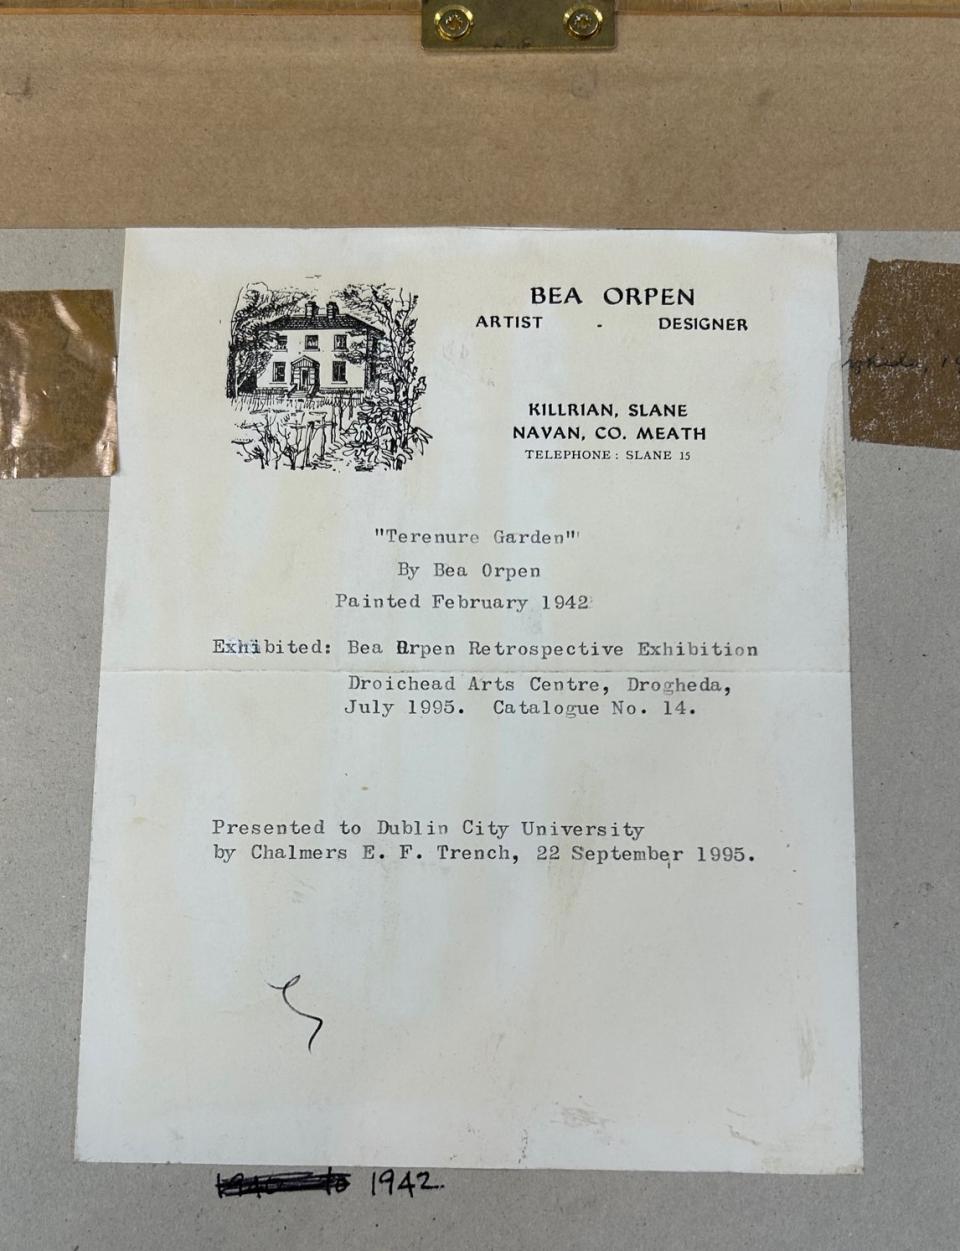 BEA ORPEN
ARTIST - DESIGNER
KILLRIAN, SLANE
NAVAN, CO. MEATH
TELEPHONE : SLANE 15
"Terenure Garden"
By Bea Orpen
Painted February 1942
Exhibited: Bea Orpen Retrospective Exhibition
Droichead Arts Centre, Drogheda,
July 1995. Catalogue No. 14.
Presented to Dublin City University
by Chalmers E. F. Trench, 22 September 1995.
1942.